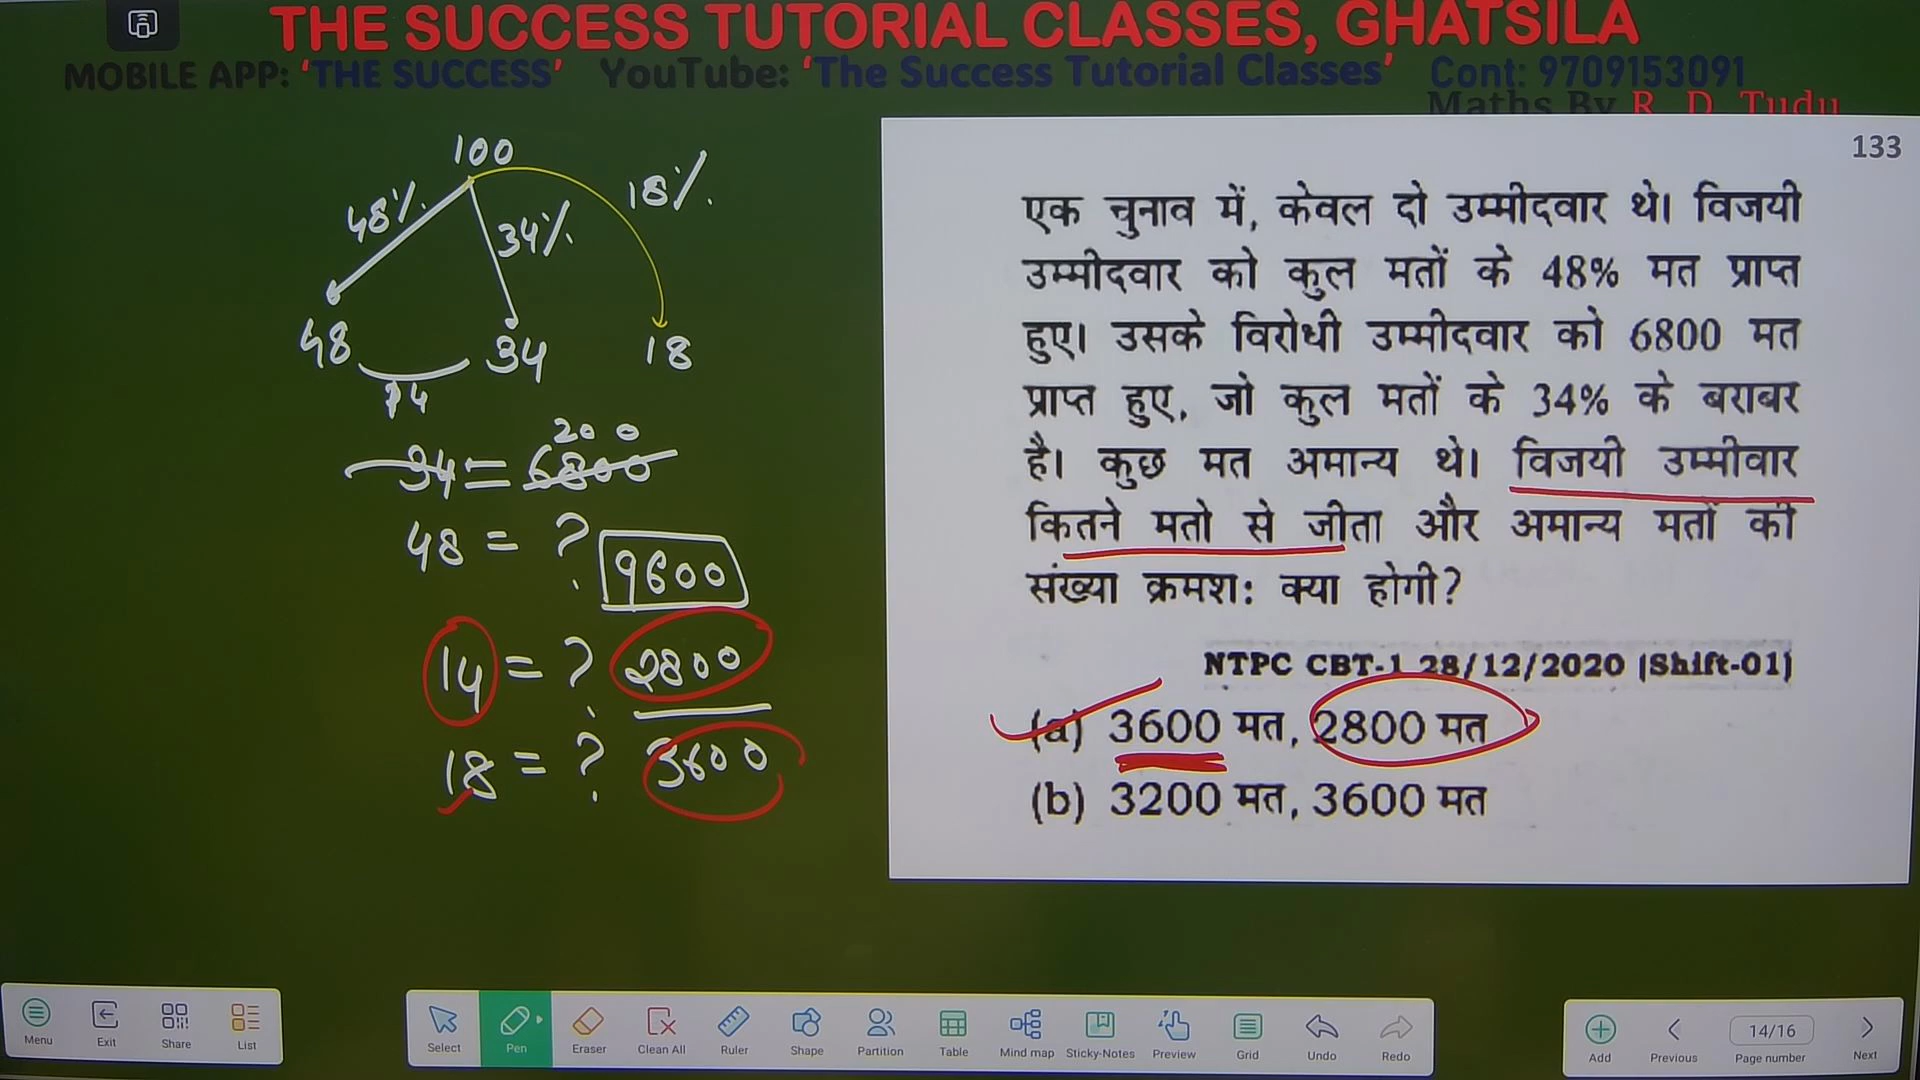 THE SUCCESS TUTORIAL CLASSES, GHATSILA
MOBILE APP: ‘THE SUCCESS’ YouTube: ‘The Success Tutorial Classes’ Cont: 9709153091
Maths By R. D. Tudu
133
100
48%
34%
18%
48
34
18
14
34 = 6800
200
48 = ?
9600
14 = ? 2800
18 = ? 3600
एक चुनाव में, केवल दो उम्मीदवार थे। विजयी
उम्मीदवार को कुल मतों के 48% मत प्राप्त
हुए। उसके विरोधी उम्मीदवार को 6800 मत
प्राप्त हुए, जो कुल मतों के 34% के बराबर
है। कुछ मत अमान्य थे। विजयी उम्मीवार
कितने मतो से जीता और अमान्य मतों की
संख्या क्रमश: क्या होगी?
NTPC CBT-1 28/12/2020 (Shift-01)
(a) 3600 मत, 2800 मत
(b) 3200 मत, 3600 मत
Menu
Exit
Share
List
Select
Pen
Eraser
Clean All
Ruler
Shape
Partition
Table
Mind map
Sticky-Notes
Preview
Grid
Undo
Redo
Add
Previous
14/16
Page number
Next